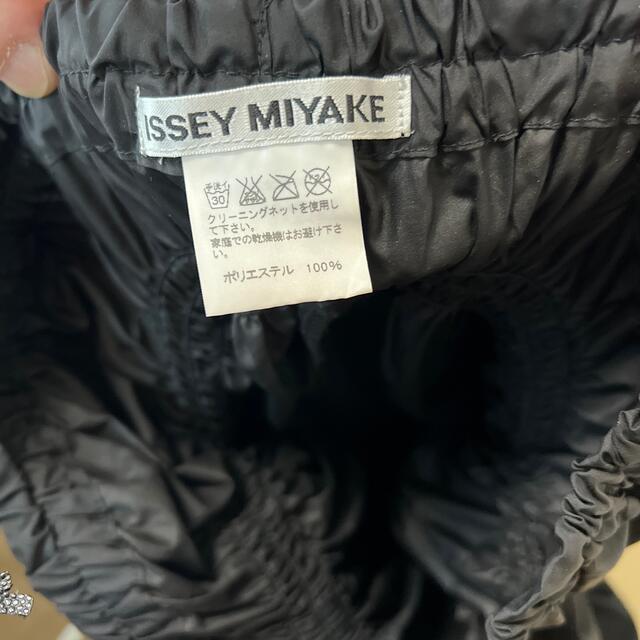 ISSEY MIYAKE
30
クリーニングネットを使用し
て下さい。
家庭での乾燥機はお避け下さ
い。
ポリエステル 100%